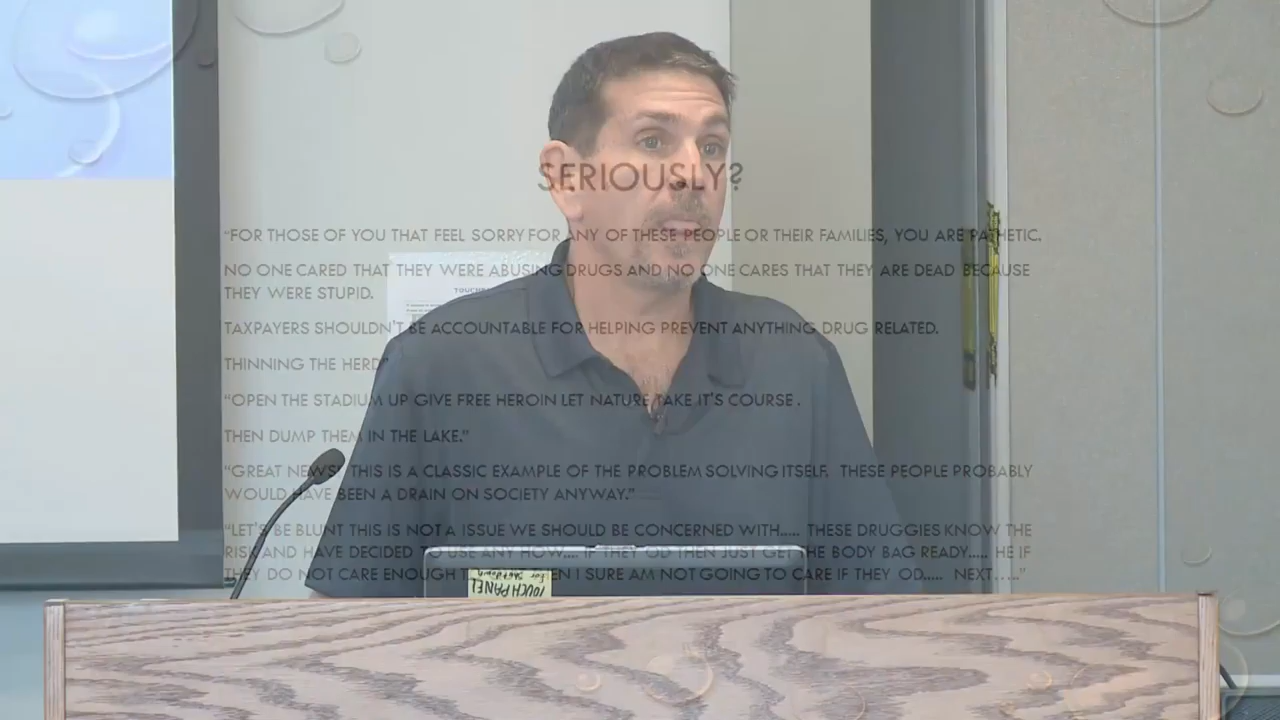 SERIOUSLY?
"FOR THOSE OF YOU THAT FEEL SORRY FOR ANY OF THESE PEOPLE OR THEIR FAMILIES, YOU ARE PATHETIC.
NO ONE CARED THAT THEY WERE ABUSING DRUGS AND NO ONE CARES THAT THEY ARE DEAD BECAUSE
THEY WERE STUPID.
TAXPAYERS SHOULDN'T BE ACCOUNTABLE FOR HELPING PREVENT ANYTHING DRUG RELATED.
THINNING THE HERD"
"OPEN THE STADIUM UP GIVE FREE HEROIN LET NATURE TAKE IT'S COURSE.
THEN DUMP THEM IN THE LAKE."
"GREAT NEWS! THIS IS A CLASSIC EXAMPLE OF THE PROBLEM SOLVING ITSELF. THESE PEOPLE PROBABLY
WOULD HAVE BEEN A DRAIN ON SOCIETY ANYWAY."
"LET'S BE BLUNT THIS IS NOT A ISSUE WE SHOULD BE CONCERNED WITH..... THESE DRUGGIES KNOW THE
RISK AND HAVE DECIDED TO USE ANY HOW.... IF THEY OD THEN JUST GET THE BODY BAG READY..... HE IF
THEY DO NOT CARE ENOUGH THEN I SURE AM NOT GOING TO CARE IF THEY OD..... NEXT....."
TOUCH PANEL